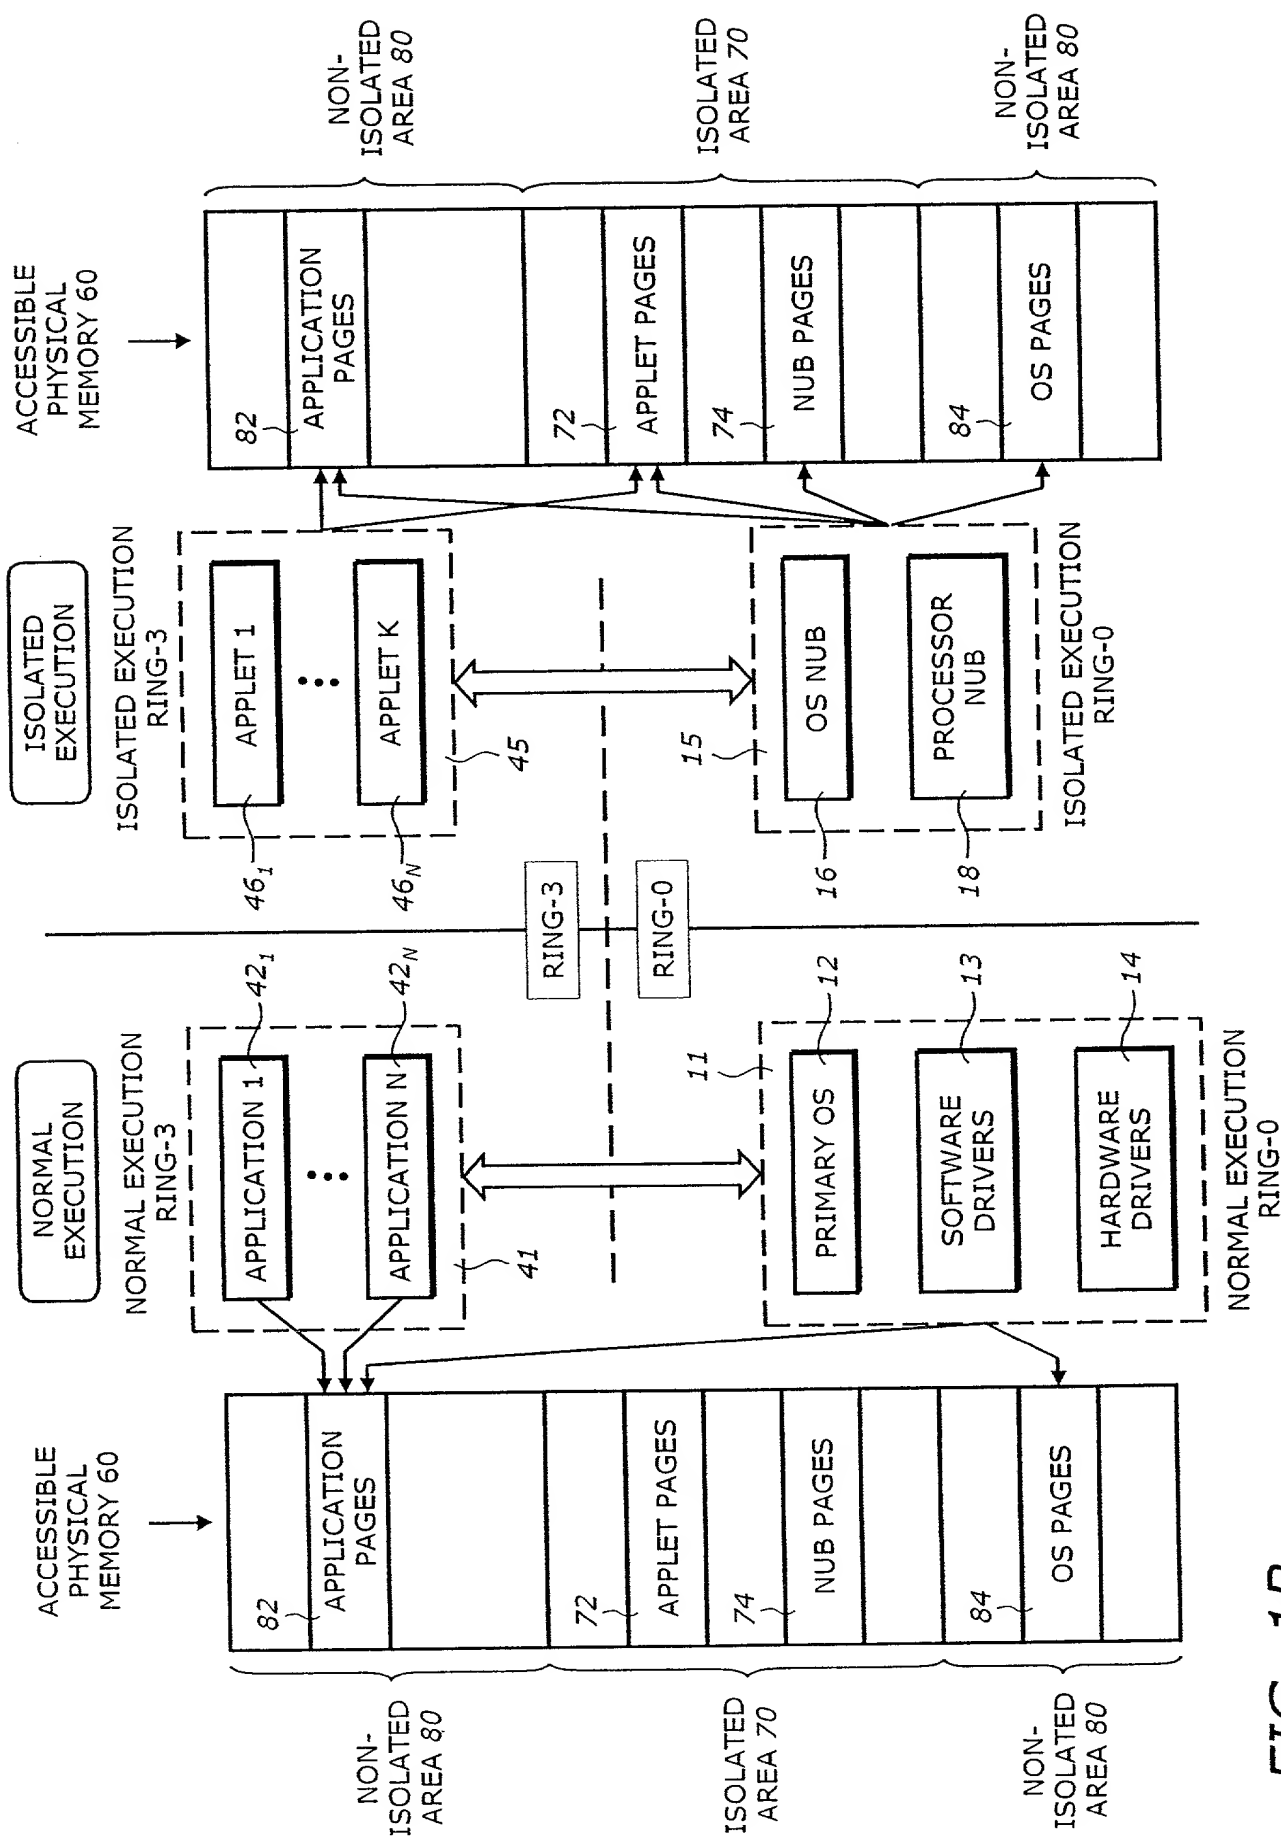 ACCESSIBLE
PHYSICAL
MEMORY 60
NORMAL
EXECUTION
ISOLATED
EXECUTION
ACCESSIBLE
PHYSICAL
MEMORY 60
NON-
ISOLATED
AREA 80
82
APPLICATION
PAGES
ISOLATED
AREA 70
72
APPLET PAGES
74
NUB PAGES
NON-
ISOLATED
AREA 80
84
OS PAGES
NORMAL EXECUTION
RING-3
APPLICATION 1
42₁
APPLICATION N
42N
41
RING-3
RING-0
11
PRIMARY OS
12
SOFTWARE
DRIVERS
13
HARDWARE
DRIVERS
14
NORMAL EXECUTION
RING-0
ISOLATED EXECUTION
RING-3
46₁
APPLET 1
46N
APPLET K
45
15
16
OS NUB
18
PROCESSOR
NUB
ISOLATED EXECUTION
RING-0
82
APPLICATION
PAGES
NON-
ISOLATED
AREA 80
72
APPLET PAGES
74
NUB PAGES
ISOLATED
AREA 70
84
OS PAGES
NON-
ISOLATED
AREA 80